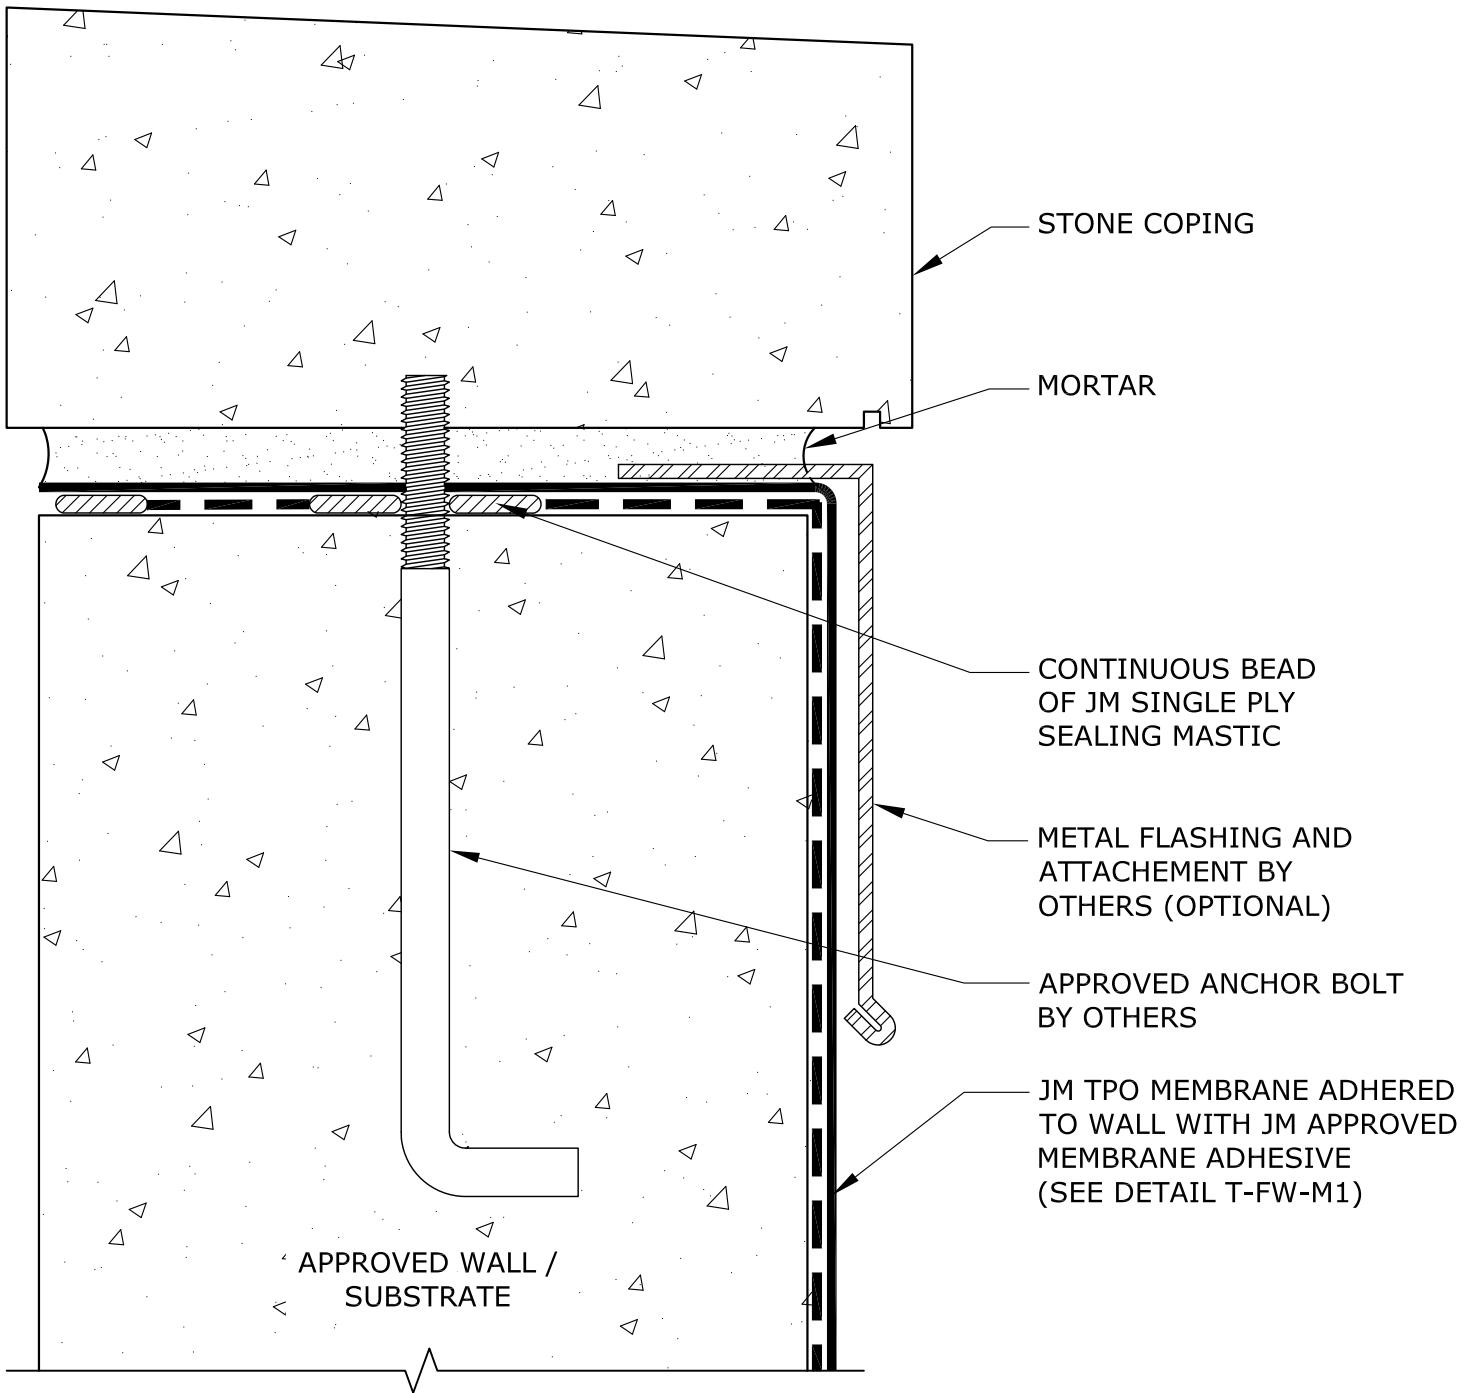 STONE COPING
MORTAR
CONTINUOUS BEAD
OF JM SINGLE PLY
SEALING MASTIC
METAL FLASHING AND
ATTACHEMENT BY
OTHERS (OPTIONAL)
APPROVED ANCHOR BOLT
BY OTHERS
JM TPO MEMBRANE ADHERED
TO WALL WITH JM APPROVED
MEMBRANE ADHESIVE
(SEE DETAIL T-FW-M1)
APPROVED WALL /
SUBSTRATE